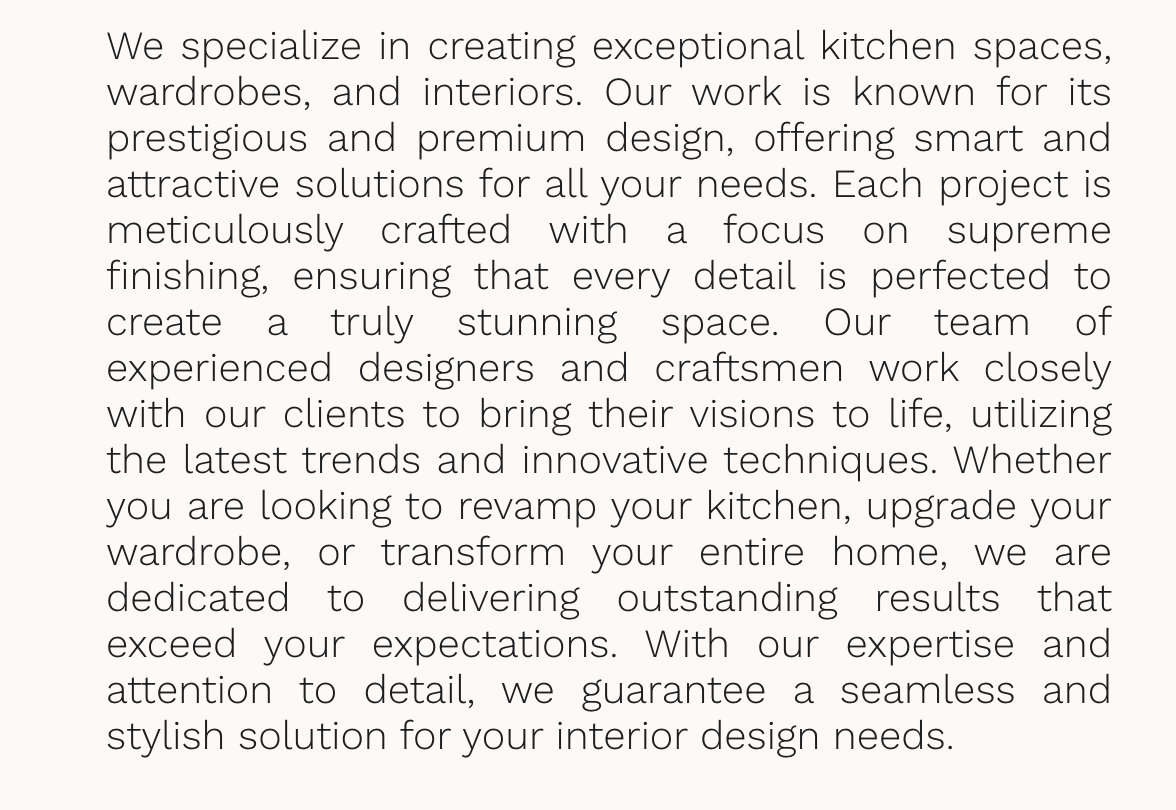 We specialize in creating exceptional kitchen spaces,
wardrobes, and interiors. Our work is known for its
prestigious and premium design, offering smart and
attractive solutions for all your needs. Each project is
meticulously crafted with a focus on supreme
finishing, ensuring that every detail is perfected to
create a truly stunning space. Our team of
experienced designers and craftsmen work closely
with our clients to bring their visions to life, utilizing
the latest trends and innovative techniques. Whether
you are looking to revamp your kitchen, upgrade your
wardrobe, or transform your entire home, we are
dedicated to delivering outstanding results that
exceed your expectations. With our expertise and
attention to detail, we guarantee a seamless and
stylish solution for your interior design needs.